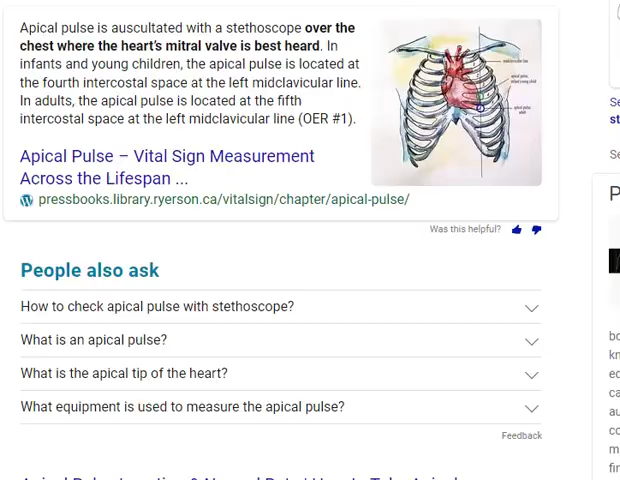 Apical pulse is auscultated with a stethoscope over the
chest where the heart's mitral valve is best heard. In
infants and young children, the apical pulse is located at
the fourth intercostal space at the left midclavicular line.
In adults, the apical pulse is located at the fifth
intercostal space at the left midclavicular line (OER #1).
Apical Pulse – Vital Sign Measurement
Across the Lifespan ...
pressbooks.library.ryerson.ca/vitalsign/chapter/apical-pulse/
Was this helpful?
People also ask
How to check apical pulse with stethoscope?
What is an apical pulse?
What is the apical tip of the heart?
What equipment is used to measure the apical pulse?
Feedback